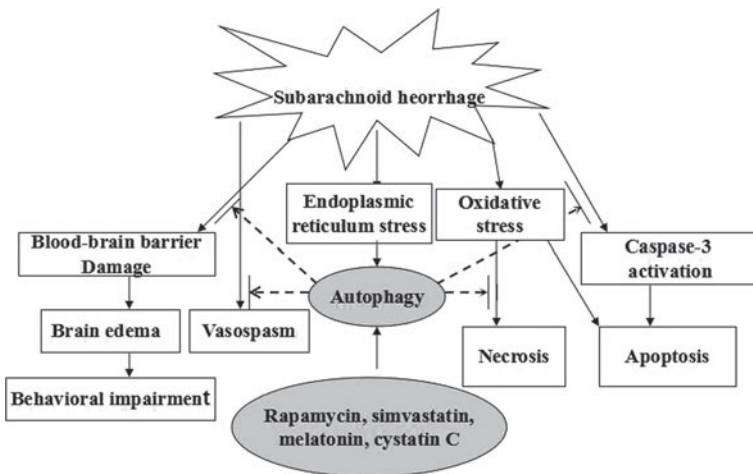 Subarachnoid heorrhage
Endoplasmic
reticulum stress
Oxidative
stress
Blood-brain barrier
Damage
Caspase-3
activation
Autophagy
Brain edema
Vasospasm
Necrosis
Apoptosis
Behavioral impairment
Rapamycin, simvastatin,
melatonin, cystatin C